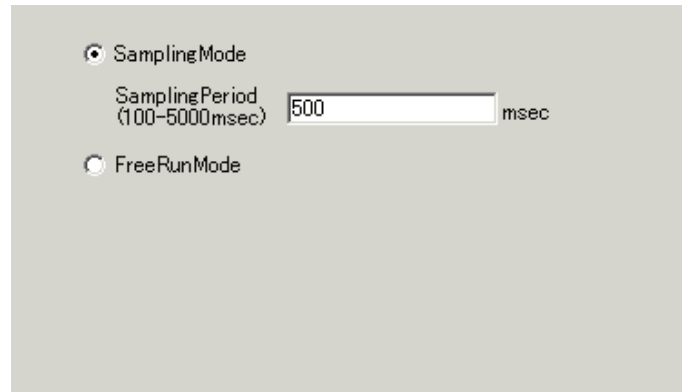 SamplingMode
SamplingPeriod
(100-5000msec) 500 msec
FreeRunMode